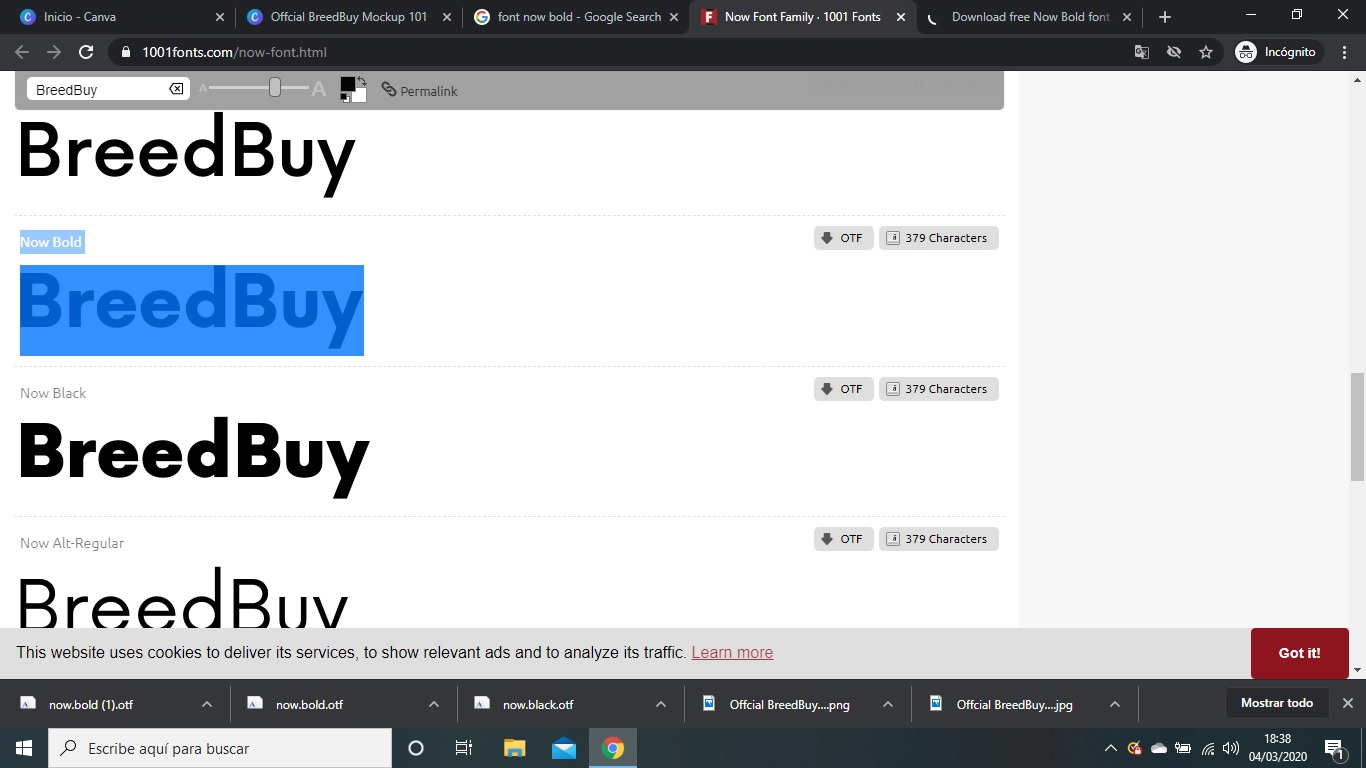 Inicio - Canva
Offcial BreedBuy Mockup 101
font now bold - Google Search
Now Font Family · 1001 Fonts
Download free Now Bold font
1001fonts.com/now-font.html
Incógnito
BreedBuy
A
A
Permalink
BreedBuy
Now Bold
OTF
379 Characters
BreedBuy
Now Black
OTF
379 Characters
BreedBuy
Now Alt-Regular
OTF
379 Characters
BreedBuy
This website uses cookies to deliver its services, to show relevant ads and to analyze its traffic. Learn more
Got it!
now.bold (1).otf
now.bold.otf
now.black.otf
Offcial BreedBuy....png
Offcial BreedBuy....jpg
Mostrar todo
Escribe aquí para buscar
18:38
04/03/2020
1